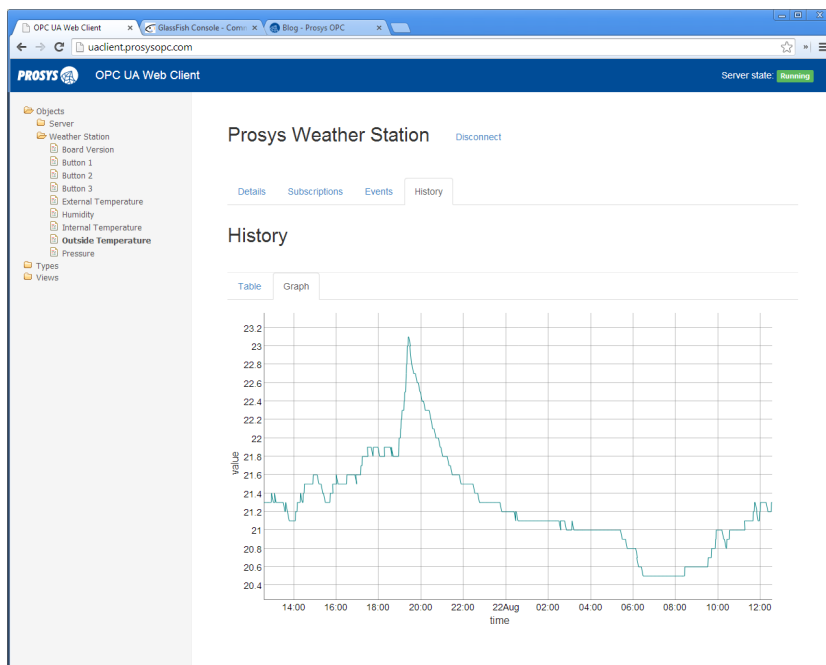 OPC UA Web Client
GlassFish Console - Comm
Blog - Prosys OPC
uaclient.prosysopc.com
PROSYS
OPC UA Web Client
Server state: Running
Objects
Server
Weather Station
Board Version
Button 1
Button 2
Button 3
External Temperature
Humidity
Internal Temperature
Outside Temperature
Pressure
Types
Views
Prosys Weather Station
Disconnect
Details
Subscriptions
Events
History
History
Table
Graph
23.2
23
22.8
22.6
22.4
22.2
22
21.8
21.6
21.4
21.2
21
20.8
20.6
20.4
value
14:00
16:00
18:00
20:00
22:00
22Aug
02:00
04:00
06:00
08:00
10:00
12:00
time